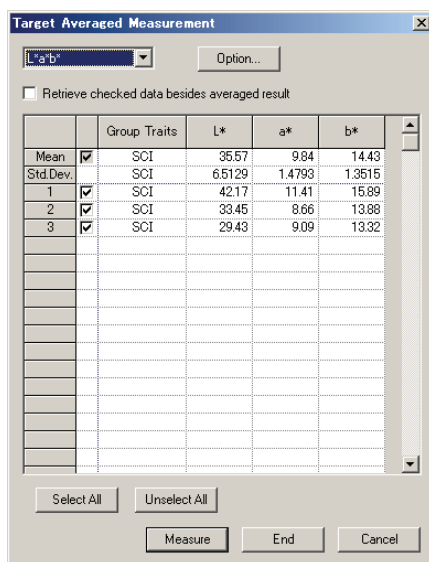 Target Averaged Measurement
L*a*b* Option...
Retrieve checked data besides averaged result
Group Traits L* a* b*
Mean SCI 35.57 9.84 14.43
Std.Dev. SCI 6.5129 1.4793 1.3515
1 SCI 42.17 11.41 15.89
2 SCI 33.45 8.66 13.88
3 SCI 29.43 9.09 13.32
Select All Unselect All
Measure End Cancel